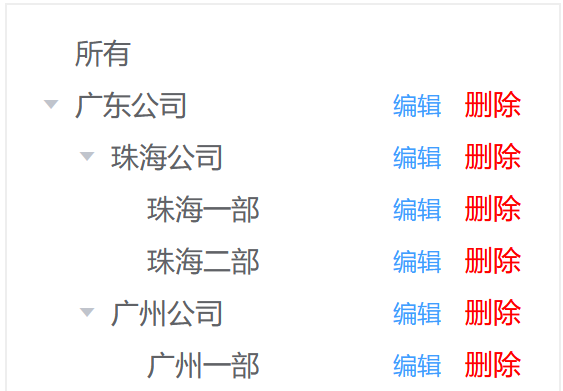 所有
广东公司 编辑 删除
珠海公司 编辑 删除
珠海一部 编辑 删除
珠海二部 编辑 删除
广州公司 编辑 删除
广州一部 编辑 删除